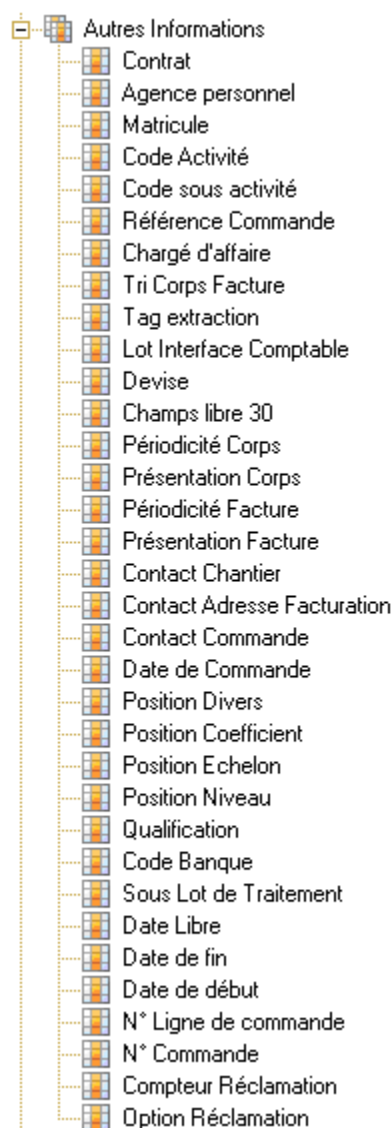 Autres Informations
Contrat
Agence personnel
Matricule
Code Activité
Code sous activité
Référence Commande
Chargé d'affaire
Tri Corps Facture
Tag extraction
Lot Interface Comptable
Devise
Champs libre 30
Périodicité Corps
Présentation Corps
Périodicité Facture
Présentation Facture
Contact Chantier
Contact Adresse Facturation
Contact Commande
Date de Commande
Position Divers
Position Coefficient
Position Echelon
Position Niveau
Qualification
Code Banque
Sous Lot de Traitement
Date Libre
Date de fin
Date de début
N° Ligne de commande
N° Commande
Compteur Réclamation
Option Réclamation